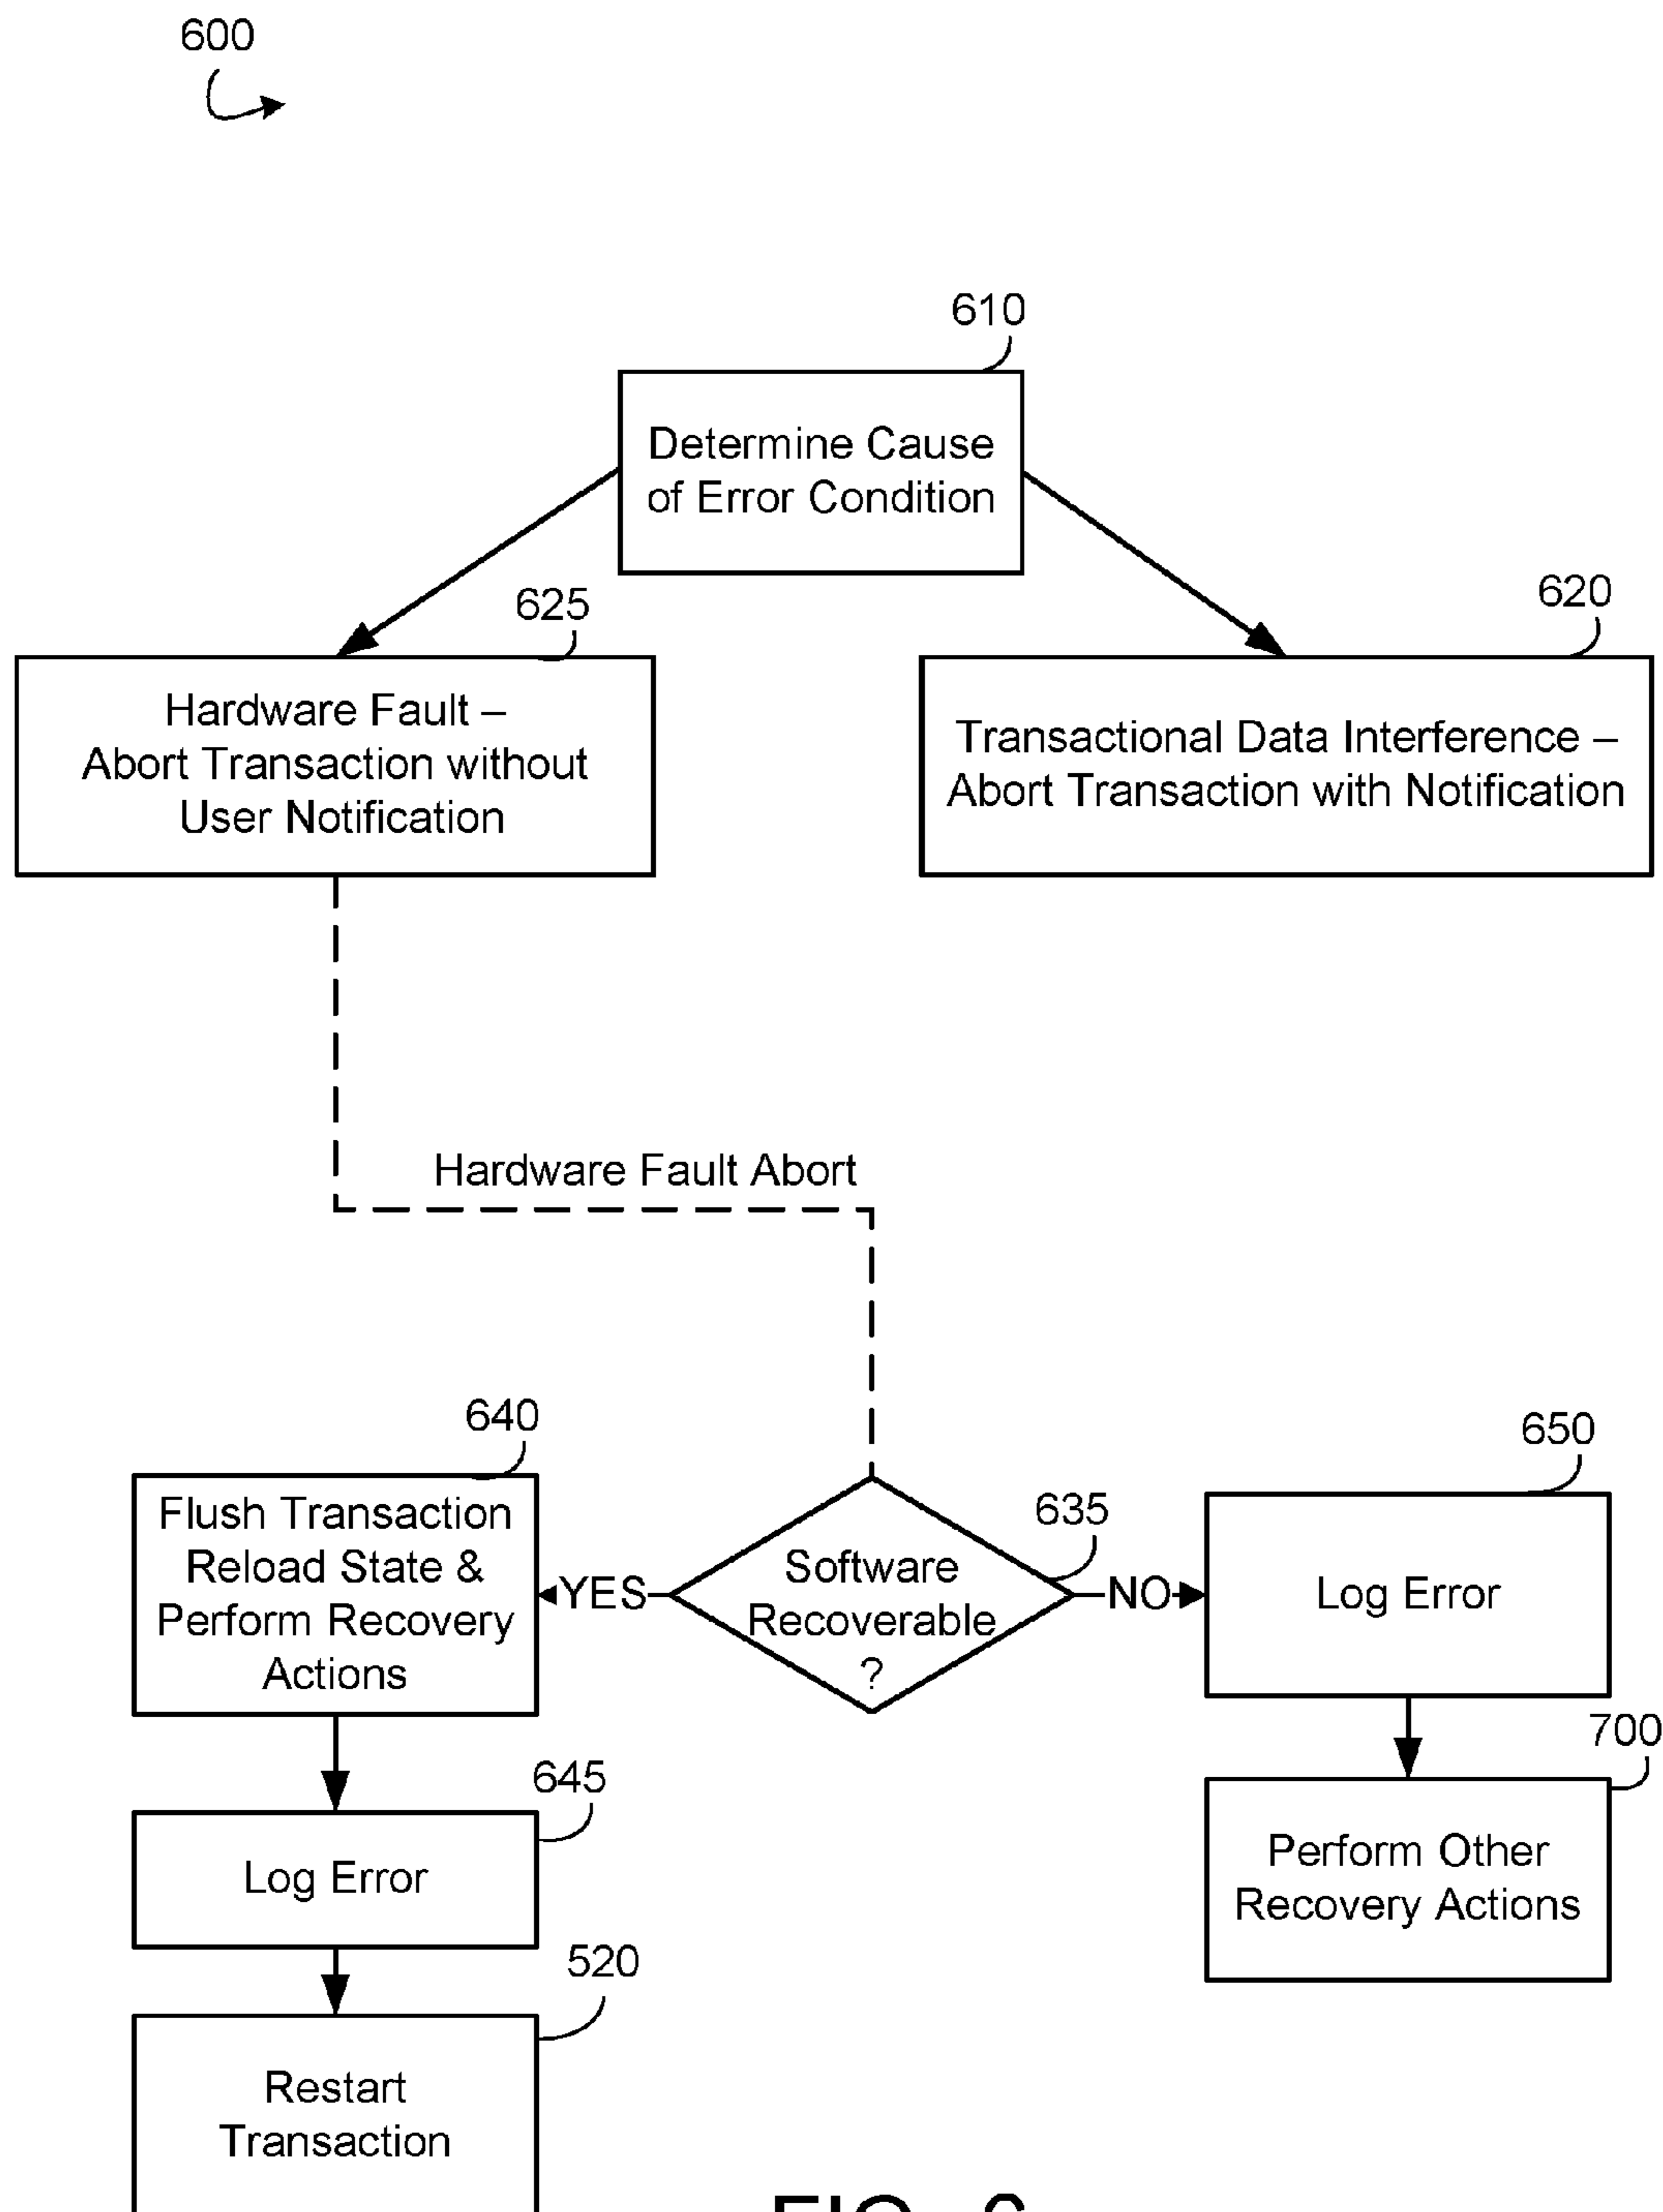 600
610
Determine Cause
of Error Condition
625
620
Hardware Fault –
Abort Transaction without
User Notification
Transactional Data Interference –
Abort Transaction with Notification
Hardware Fault Abort
640
Flush Transaction
Reload State &
Perform Recovery
Actions
YES
635
Software
Recoverable
?
NO
650
Log Error
700
Perform Other
Recovery Actions
645
Log Error
520
Restart
Transaction